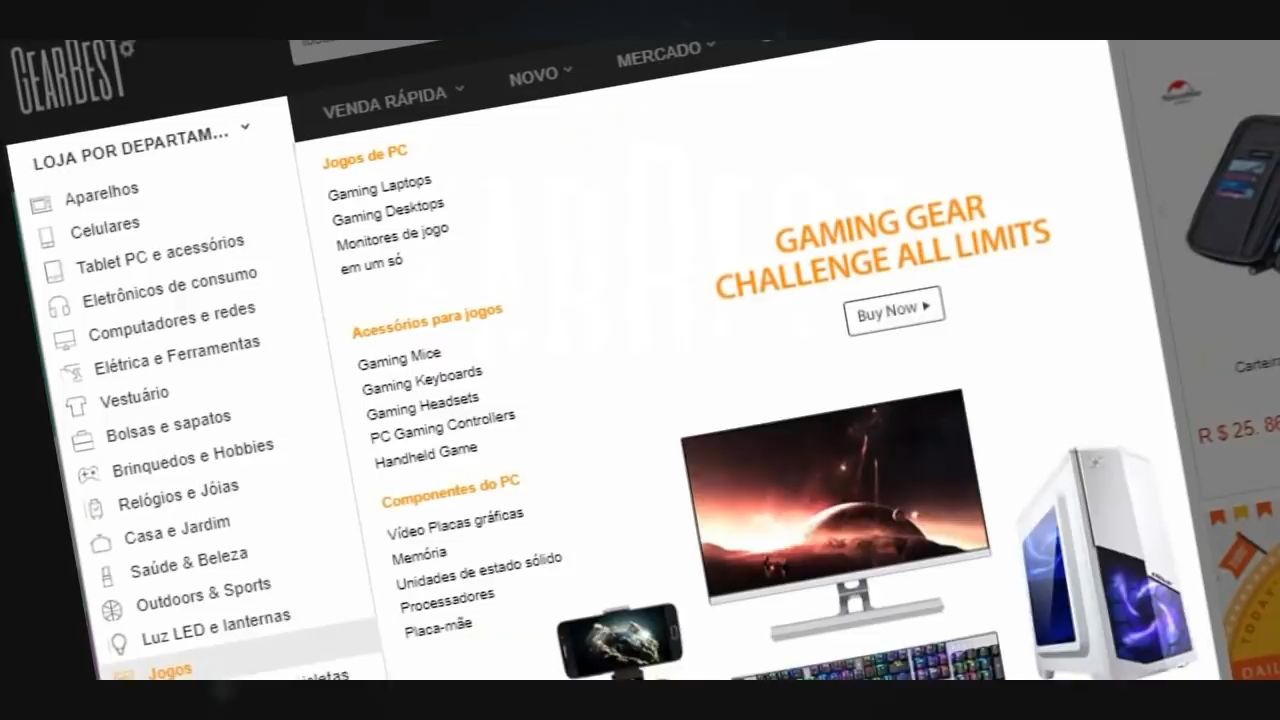 GEARBEST
VENDA RÁPIDA
NOVO
MERCADO
LOJA POR DEPARTAM...
Aparelhos
Celulares
Tablet PC e acessórios
Eletrônicos de consumo
Computadores e redes
Elétrica e Ferramentas
Vestuário
Bolsas e sapatos
Brinquedos e Hobbies
Relógios e Jóias
Casa e Jardim
Saúde & Beleza
Outdoors & Sports
Luz LED e lanternas
Jogos
Jogos de PC
Gaming Laptops
Gaming Desktops
Monitores de jogo
em um só
Acessórios para jogos
Gaming Mice
Gaming Keyboards
Gaming Headsets
PC Gaming Controllers
Handheld Game
Componentes do PC
Vídeo Placas gráficas
Memória
Unidades de estado sólido
Processadores
Placa-mãe
GAMING GEAR
CHALLENGE ALL LIMITS
Buy Now
Carteir
R $ 25. 86
TODAY
DAIL